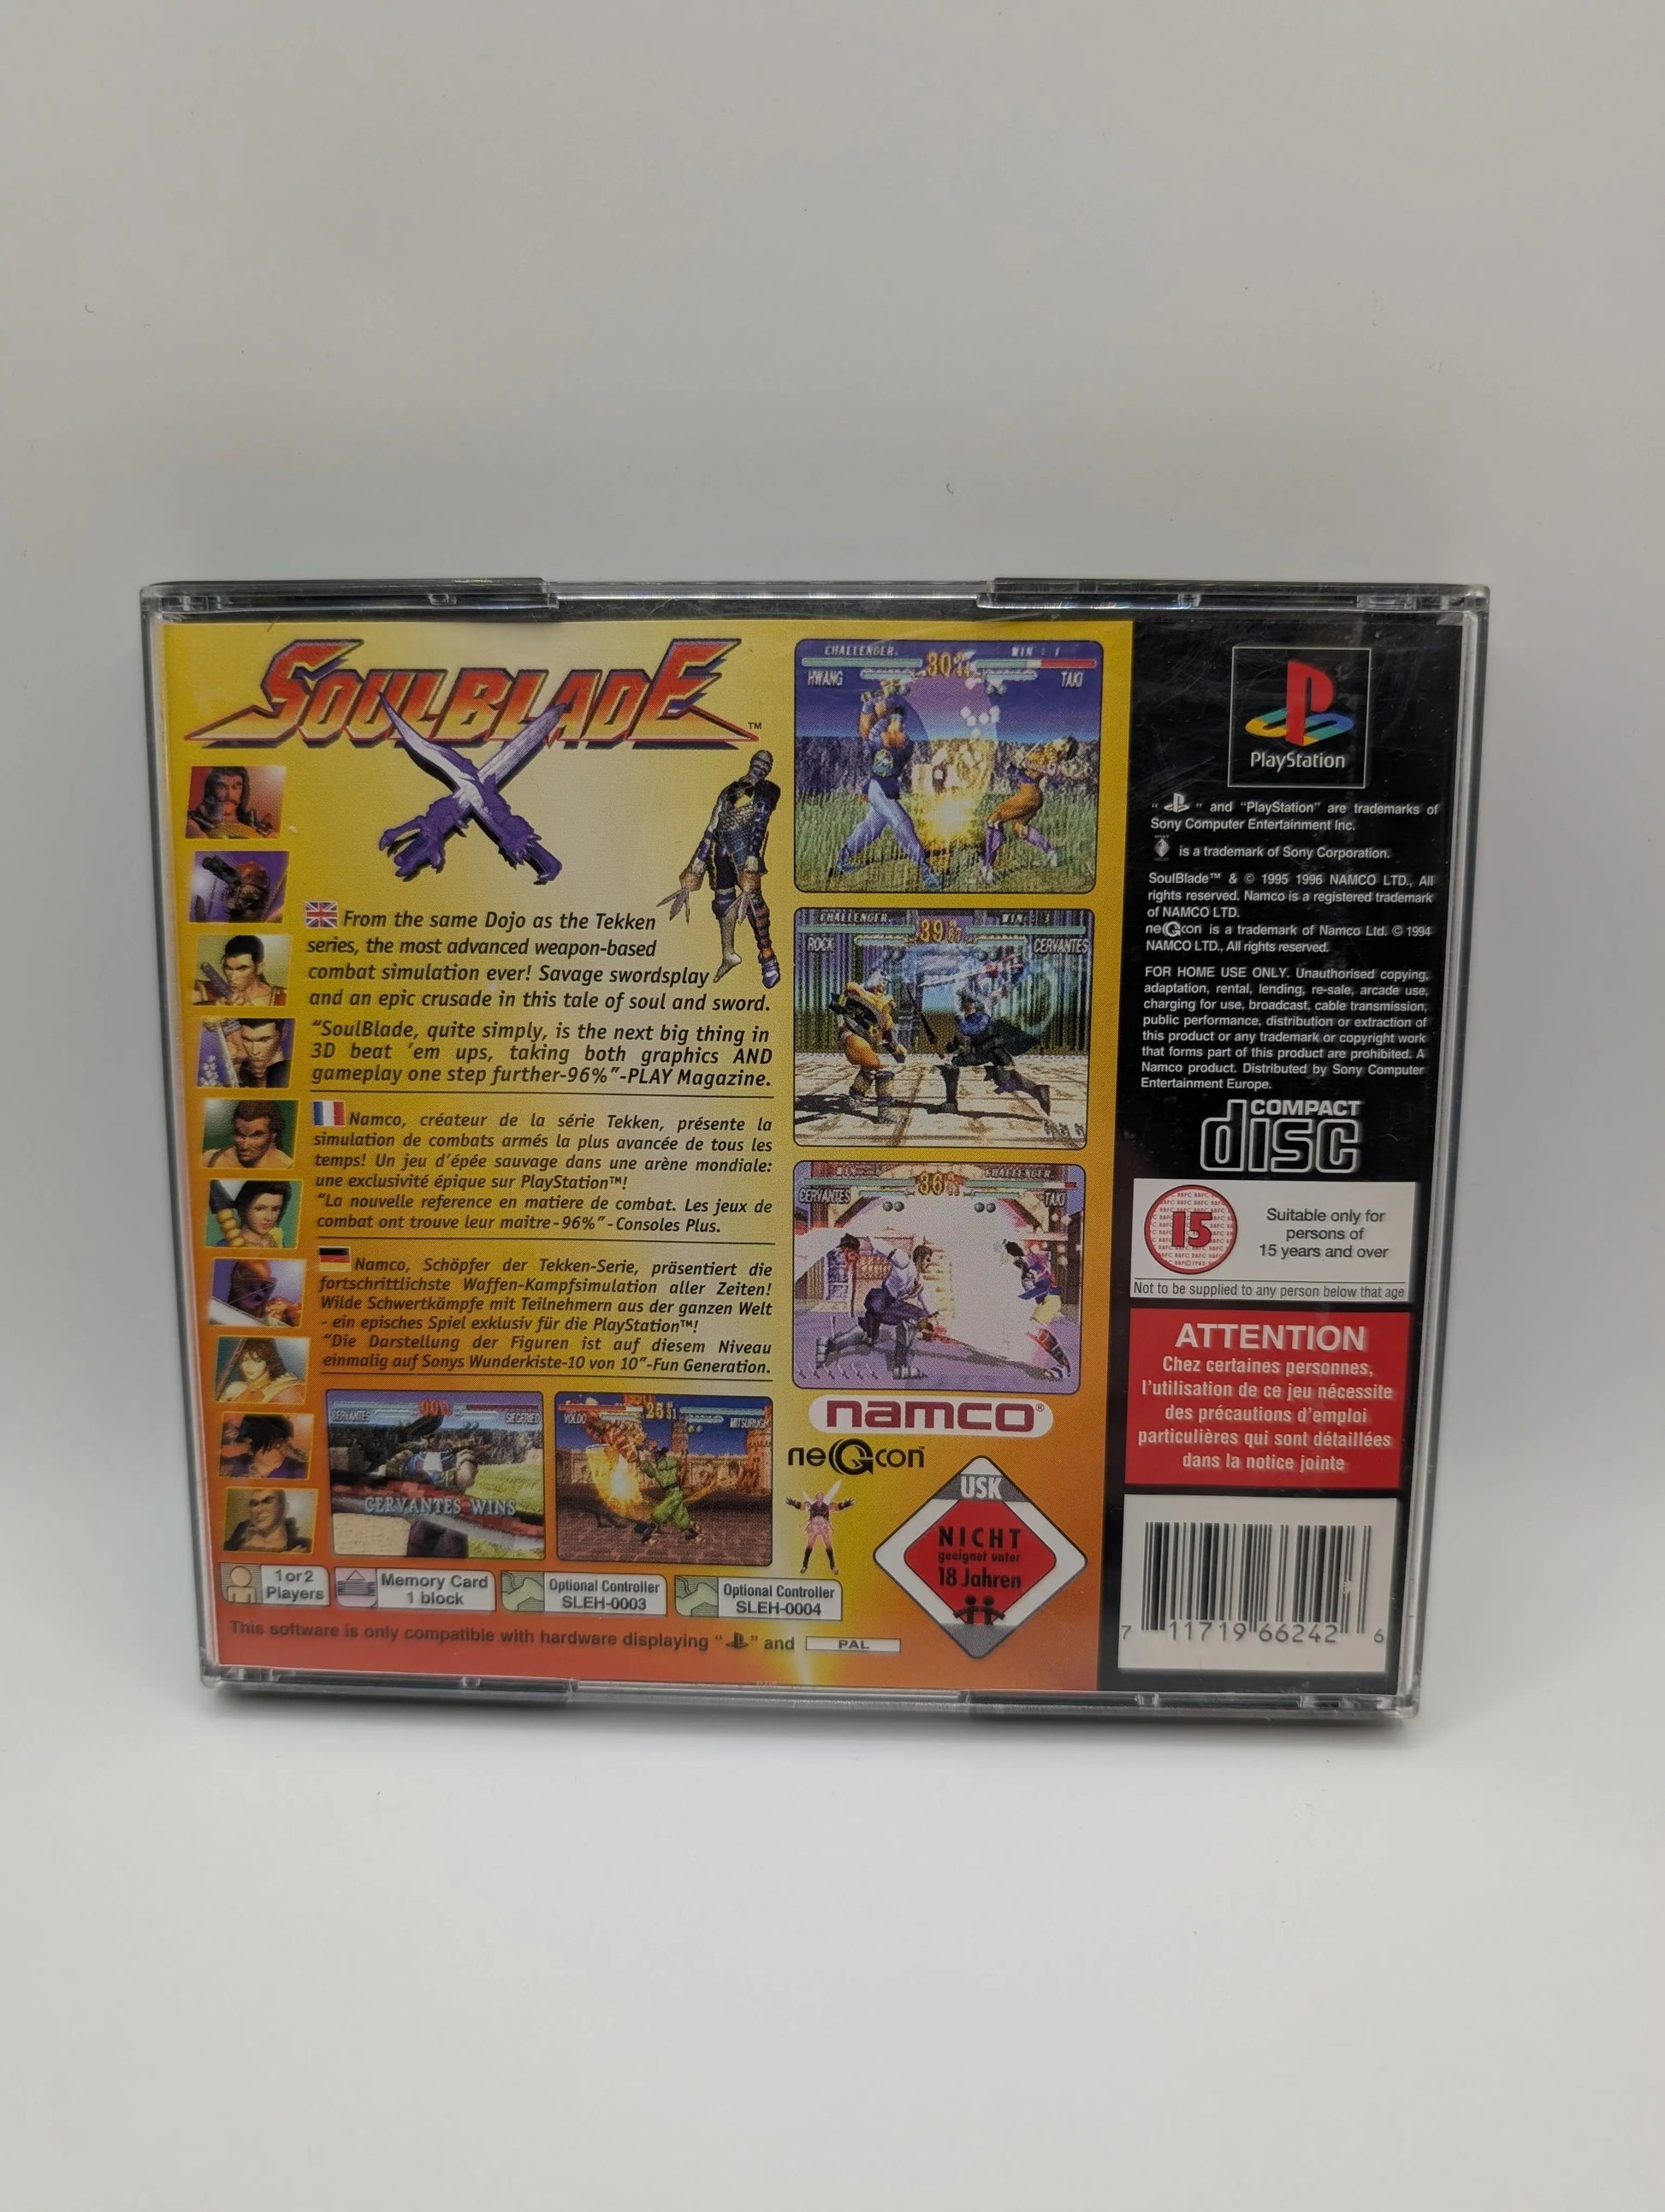 SOULBLADE™
From the same Dojo as the Tekken
series, the most advanced weapon-based
combat simulation ever! Savage swordsplay
and an epic crusade in this tale of soul and sword.
“SoulBlade, quite simply, is the next big thing in
3D beat ’em ups, taking both graphics AND
gameplay one step further-96%”-PLAY Magazine.
Namco, créateur de la série Tekken, présente la
simulation de combats armés la plus avancée de tous les
temps! Un jeu d’épée sauvage dans une arène mondiale:
une exclusivité épique sur PlayStation™!
“La nouvelle reference en matiere de combat. Les jeux de
combat ont trouve leur maitre-96%”-Consoles Plus.
Namco, Schöpfer der Tekken-Serie, präsentiert die
fortschrittlichste Waffen-Kampfsimulation aller Zeiten!
Wilde Schwertkämpfe mit Teilnehmern aus der ganzen Welt
- ein episches Spiel exklusiv für die PlayStation™!
“Die Darstellung der Figuren ist auf diesem Niveau
einmalig auf Sonys Wunderkiste-10 von 10”-Fun Generation.
CERVANTES
SIEGFRIED
CERVANTES WINS
VOLDO
25
MITSURUGI
1 or 2
Players
Memory Card
1 block
Optional Controller
SLEH-0003
Optional Controller
SLEH-0004
This software is only compatible with hardware displaying “ ” and PAL
CHALLENGER.
30
WIN : 1
HWANG
TAKI
CHALLENGER
39
WIN : 3
ROCK
CERVANTES
36
CHALLENGER.
CERVANTES
TAKI
namco®
neGcon™
USK
NICHT
geeignet unter
18 Jahren
PlayStation
“ ” and “PlayStation” are trademarks of
Sony Computer Entertainment Inc.
is a trademark of Sony Corporation.
SoulBlade™ & © 1995 1996 NAMCO LTD., All
rights reserved. Namco is a registered trademark
of NAMCO LTD.
neGcon is a trademark of Namco Ltd. © 1994
NAMCO LTD., All rights reserved.
FOR HOME USE ONLY. Unauthorised copying,
adaptation, rental, lending, re-sale, arcade use,
charging for use, broadcast, cable transmission,
public performance, distribution or extraction of
this product or any trademark or copyright work
that forms part of this product are prohibited. A
Namco product. Distributed by Sony Computer
Entertainment Europe.
COMPACT
disc
15
Suitable only for
persons of
15 years and over
Not to be supplied to any person below that age
ATTENTION
Chez certaines personnes,
l’utilisation de ce jeu nécessite
des précautions d’emploi
particulières qui sont détaillées
dans la notice jointe
7 11719 66242 6